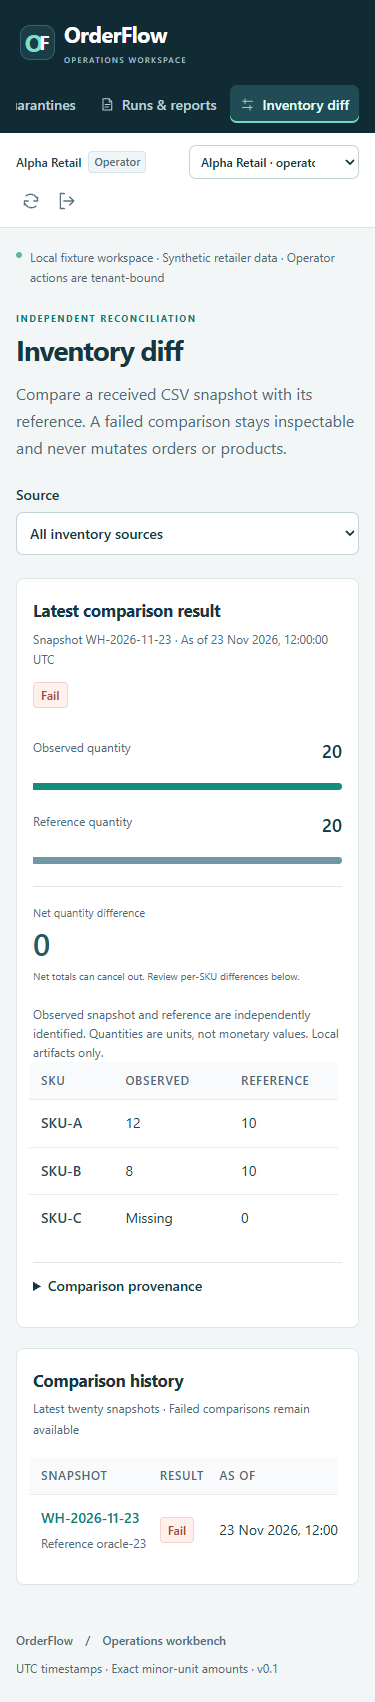 OF OrderFlow
OPERATIONS WORKSPACE
Runs & reports Inventory diff
Alpha Retail Operator Alpha Retail ·
Local fixture workspace · Synthetic retailer data · Operator
actions are tenant-bound
INDEPENDENT RECONCILIATION
Inventory diff
Compare a received CSV snapshot with its
reference. A failed comparison stays inspectable
and never mutates orders or products.
Source
All inventory sources
Latest comparison result
Snapshot WH-2026-11-23 · As of 23 Nov 2026, 12:00:00
UTC
Fail
Observed quantity 20
Reference quantity 20
Net quantity difference
0
Net totals can cancel out. Review per-SKU differences below.
Observed snapshot and reference are independently
identified. Quantities are units, not monetary values. Local
artifacts only.
SKU OBSERVED REFERENCE
SKU-A 12 10
SKU-B 8 10
SKU-C Missing 0
Comparison provenance
Comparison history
Latest twenty snapshots · Failed comparisons remain
available
SNAPSHOT RESULT AS OF
WH-2026-11-23
Reference oracle-23
Fail 23 Nov 2026, 12:00
OrderFlow / Operations workbench
UTC timestamps · Exact minor-unit amounts · v0.1